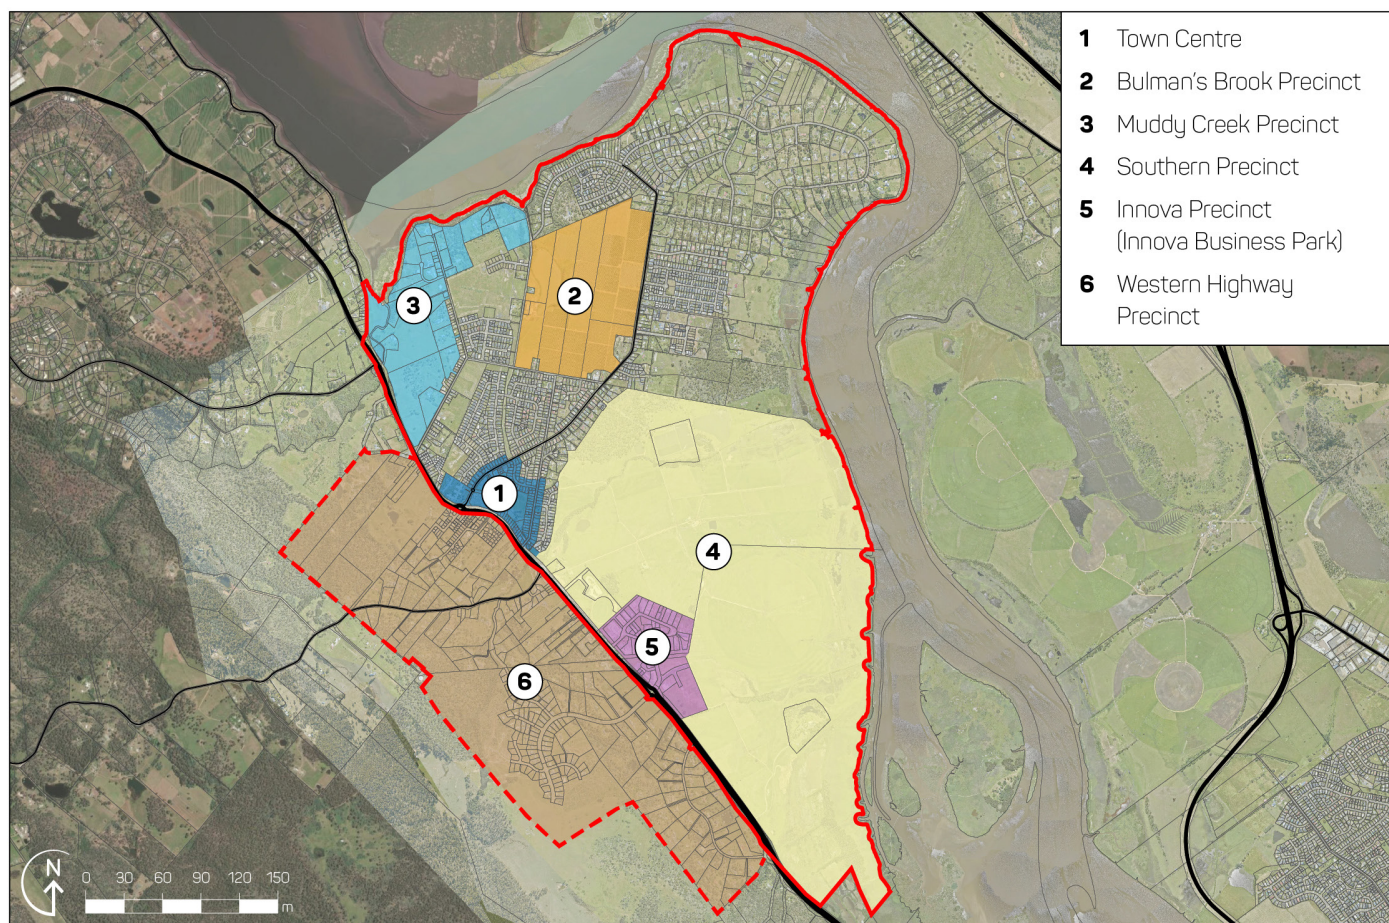 1 Town Centre
2 Bulman's Brook Precinct
3 Muddy Creek Precinct
4 Southern Precinct
5 Innova Precinct
(Innova Business Park)
6 Western Highway
Precinct
3
2
1
4
5
6
N
0 30 60 90 120 150
m